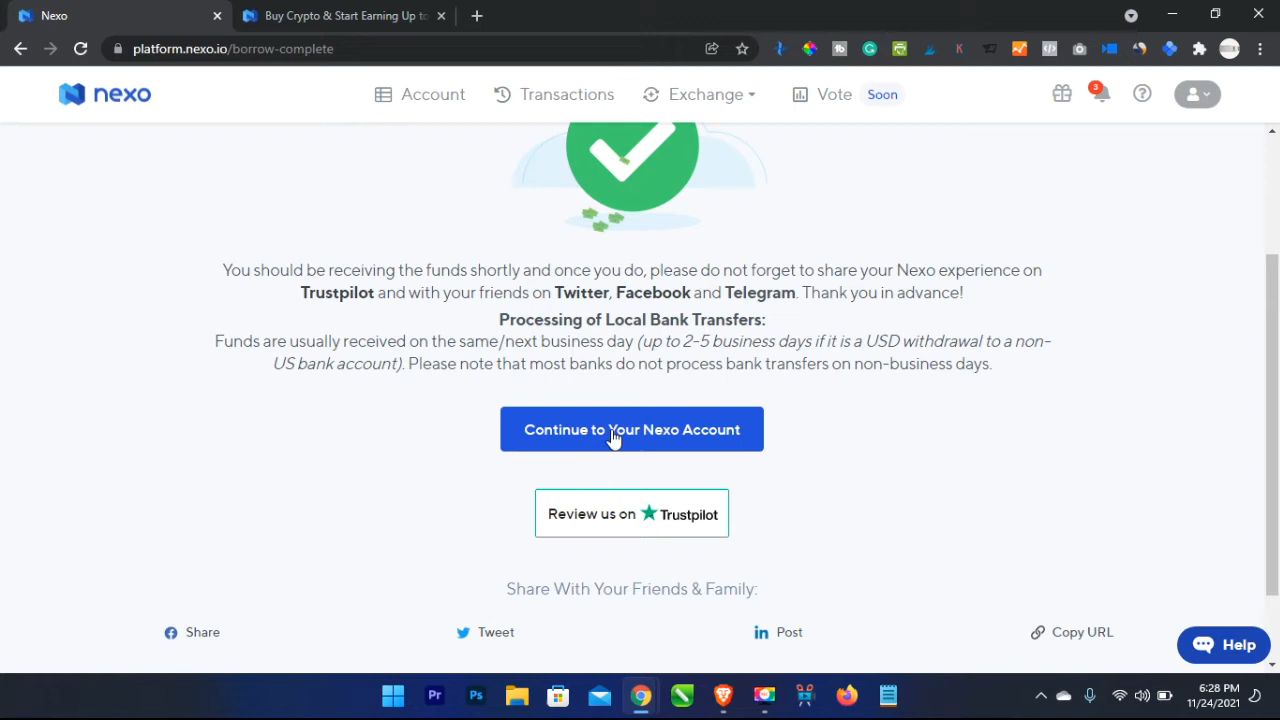 Nexo
Buy Crypto & Start Earning Up to
platform.nexo.io/borrow-complete
nexo
Account
Transactions
Exchange
Vote
Soon
3
You should be receiving the funds shortly and once you do, please do not forget to share your Nexo experience on
Trustpilot and with your friends on Twitter, Facebook and Telegram. Thank you in advance!
Processing of Local Bank Transfers:
Funds are usually received on the same/next business day (up to 2-5 business days if it is a USD withdrawal to a non-
US bank account). Please note that most banks do not process bank transfers on non-business days.
Continue to Your Nexo Account
Review us on Trustpilot
Share With Your Friends & Family:
Share
Tweet
Post
Copy URL
Help
Pr
Ps
6:28 PM
11/24/2021